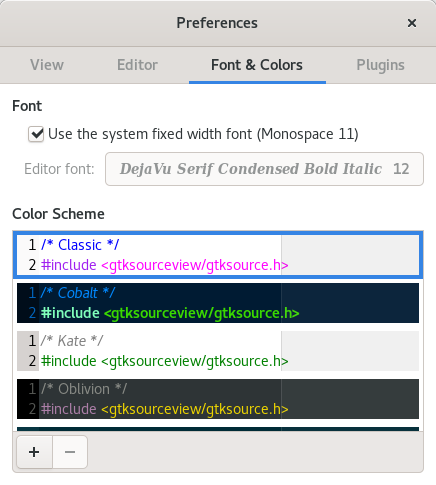 Preferences ×
View Editor Font & Colors Plugins
Font
Use the system fixed width font (Monospace 11)
Editor font: DejaVu Serif Condensed Bold Italic 12
Color Scheme
1 /* Classic */
2 #include <gtksourceview/gtksource.h>
1 /* Cobalt */
2 #include <gtksourceview/gtksource.h>
1 /* Kate */
2 #include <gtksourceview/gtksource.h>
1 /* Oblivion */
2 #include <gtksourceview/gtksource.h>
+ −